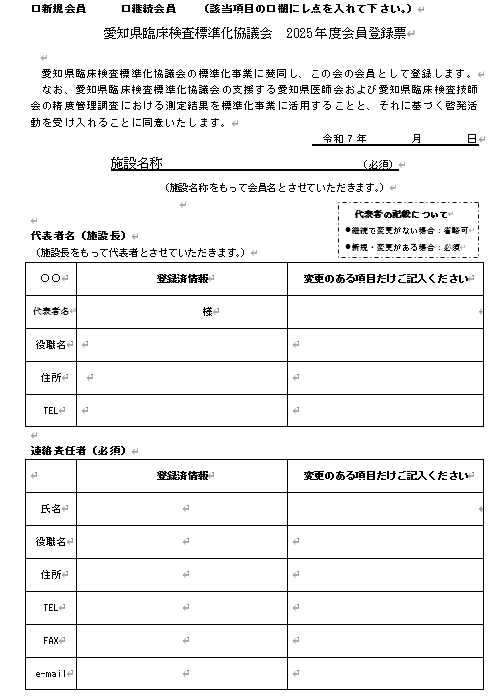 □新規会員　□継続会員　（該当項目の□欄にレ点を入れて下さい。）
愛知県臨床検査標準化協議会　2025年度会員登録票
愛知県臨床検査標準化協議会の標準化事業に賛同し、この会の会員として登録します。
なお、愛知県臨床検査標準化協議会の支援する愛知県医師会および愛知県臨床検査技師
会の精度管理調査における測定結果を標準化事業に活用することと、それに基づく啓発活
動を受け入れることに同意いたします。
令和７年　　月　　日
施設名称　（必須）
（施設名称をもって会員名とさせていただきます。）
代表者の記載について
●継続で変更がない場合：省略可
●新規・変更がある場合：必須
代表者名（施設長）
（施設長をもって代表者とさせていただきます。）
〇〇　登録済情報　変更のある項目だけご記入ください
代表者名　様
役職名
住所
TEL
連絡責任者（必須）
登録済情報　変更のある項目だけご記入ください
氏名
役職名
住所
TEL
FAX
e-mail